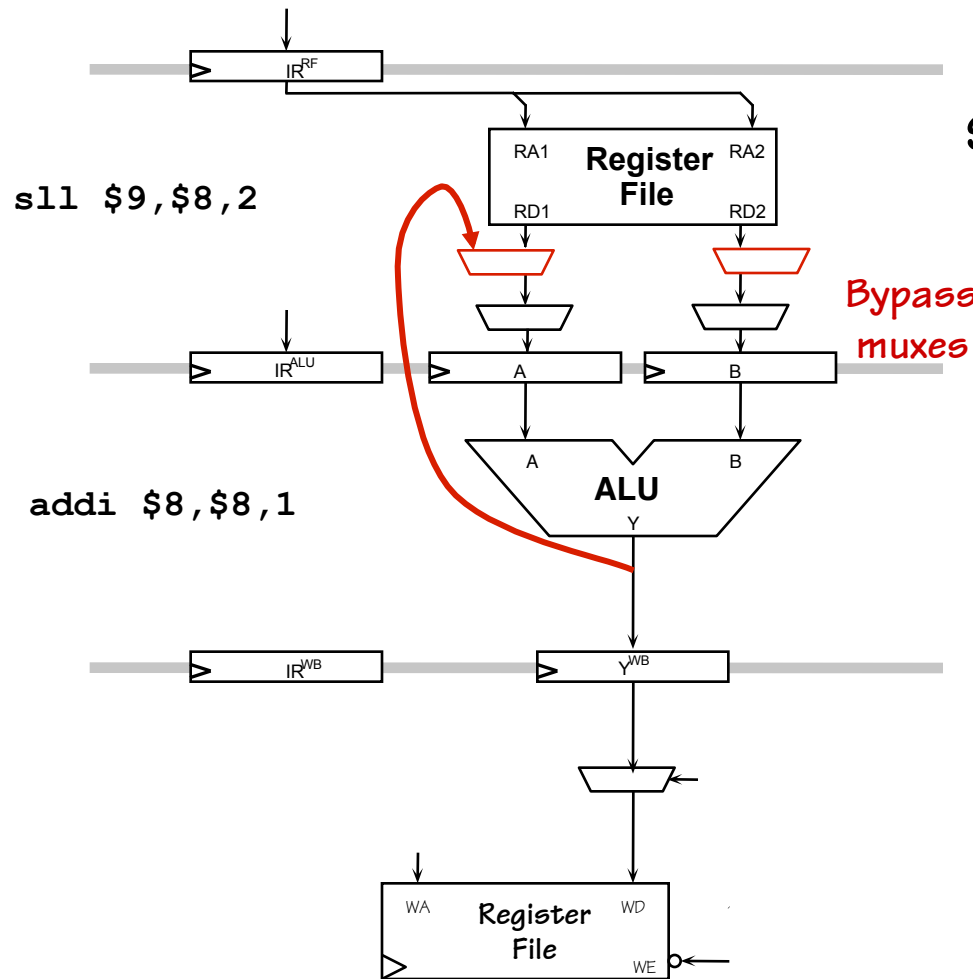 IR^RF
RA1 Register RA2
File
RD1 RD2
sll $9,$8,2
Bypass
muxes
IR^ALU A B
A B
ALU
Y
addi $8,$8,1
IR^WB Y^WB
WA Register WD
File
WE